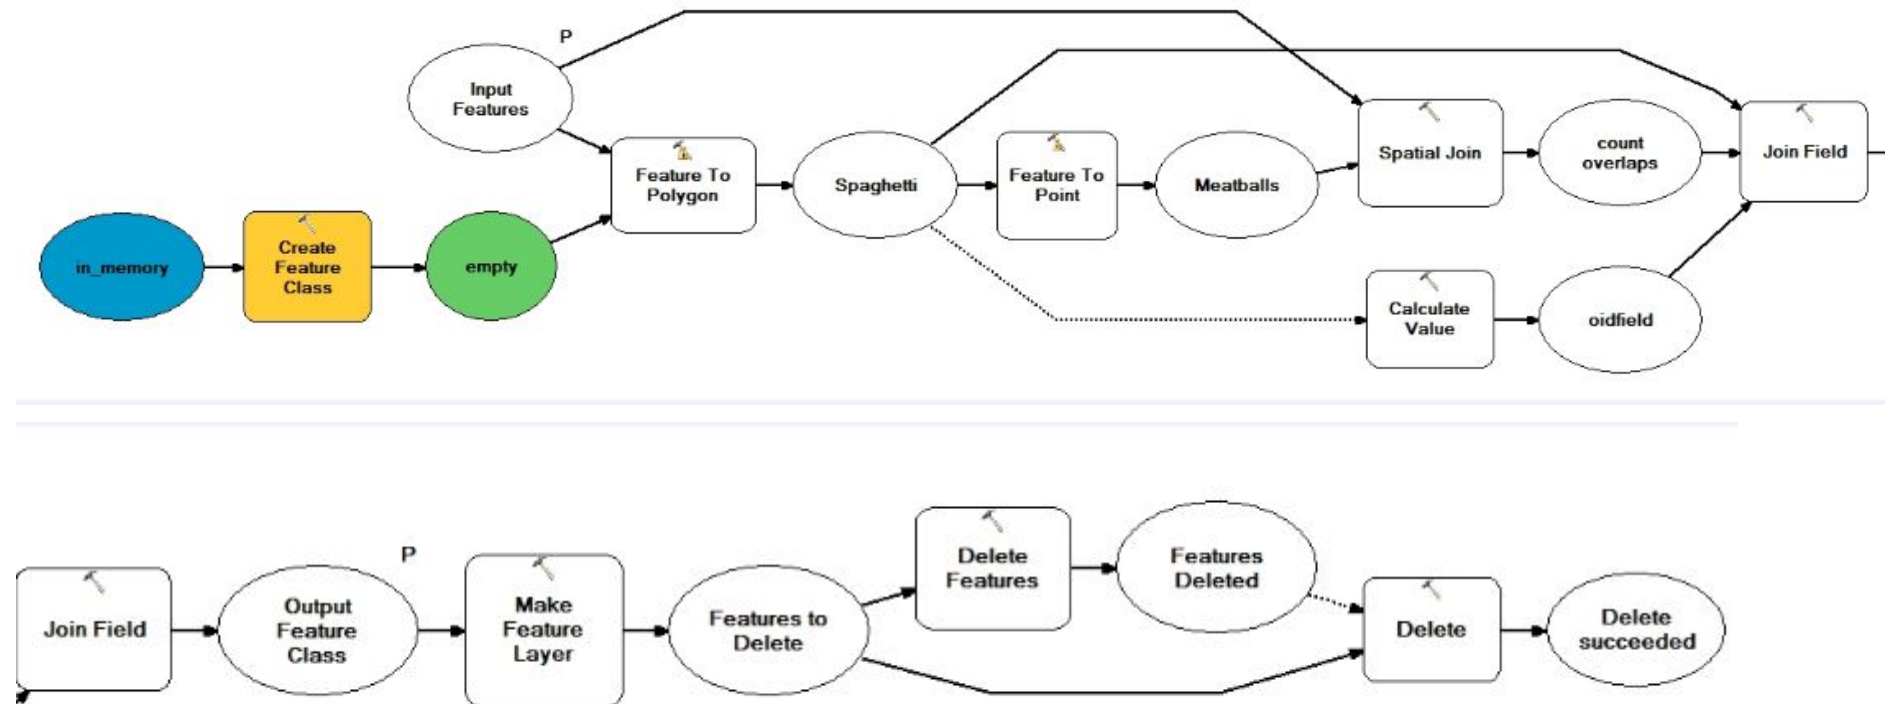 P
Input
Features
Feature To
Polygon
Spaghetti
Feature To
Point
Meatballs
Spatial Join
count
overlaps
Join Field
in_memory
Create
Feature
Class
empty
Calculate
Value
oidfield
Join Field
Output
Feature
Class
P
Make
Feature
Layer
Features to
Delete
Delete
Features
Features
Deleted
Delete
Delete
succeeded